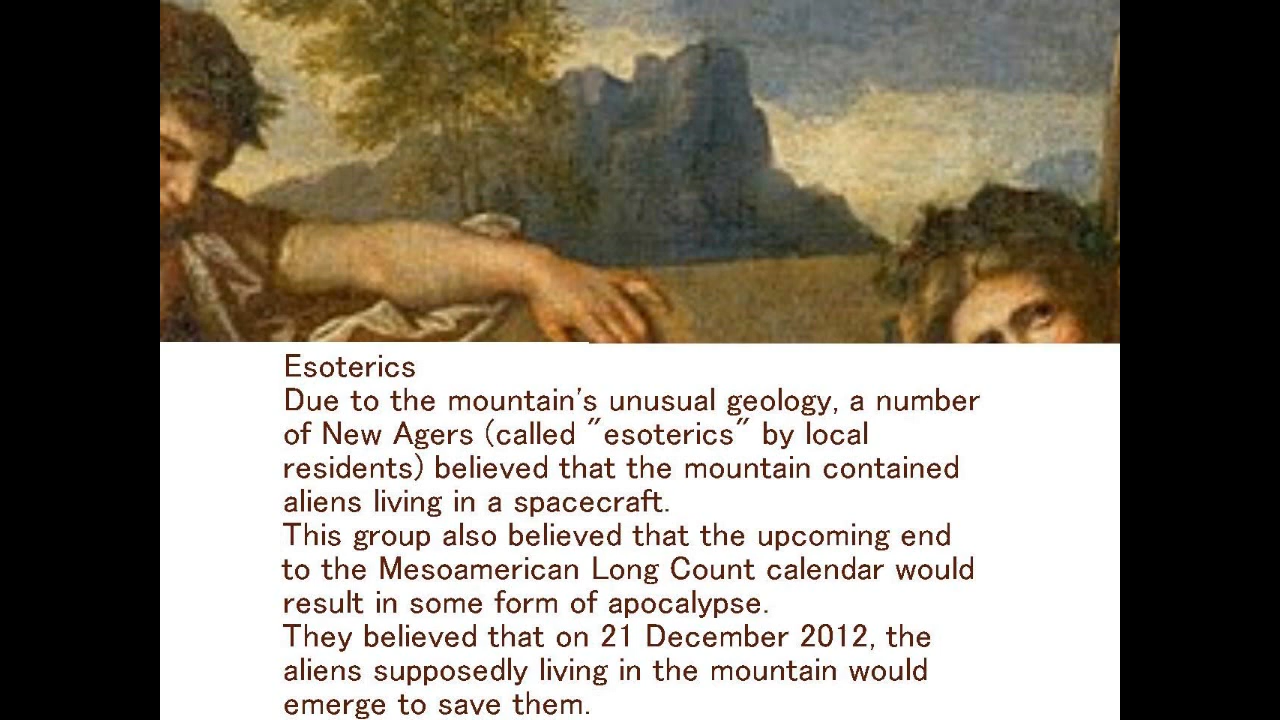 Esoterics
Due to the mountain's unusual geology, a number
of New Agers (called "esoterics" by local
residents) believed that the mountain contained
aliens living in a spacecraft.
This group also believed that the upcoming end
to the Mesoamerican Long Count calendar would
result in some form of apocalypse.
They believed that on 21 December 2012, the
aliens supposedly living in the mountain would
emerge to save them.